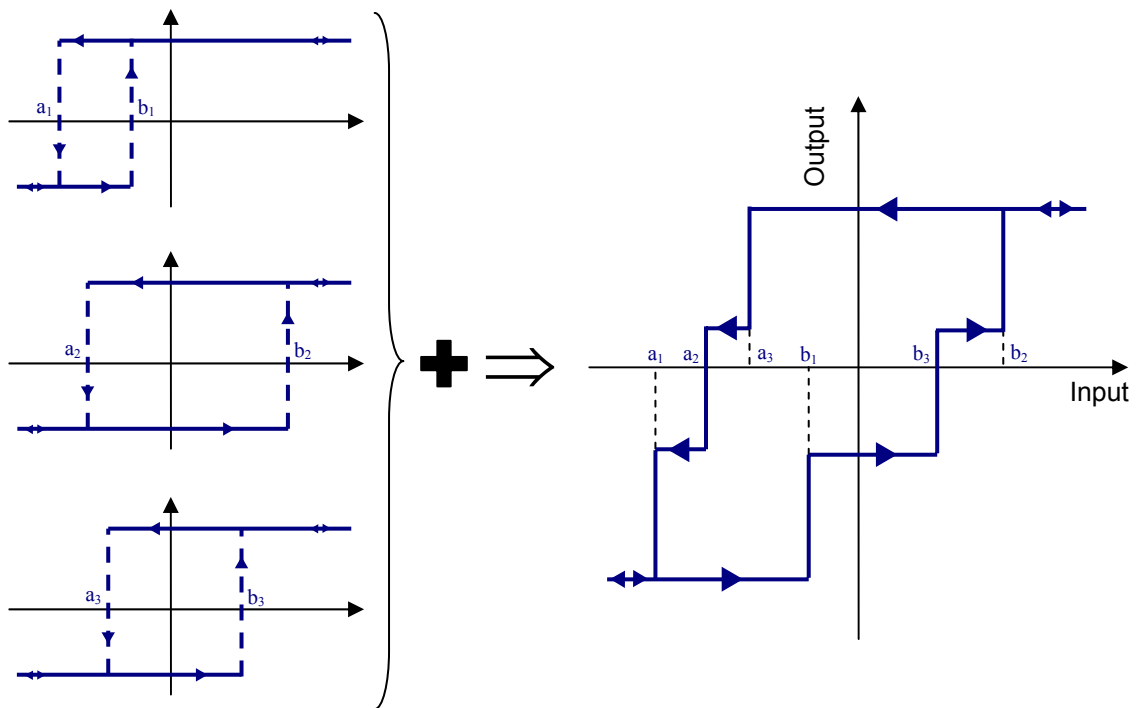 a₁
b₁
a₂
b₂
a₃
b₃
Output
a₁ a₂ a₃ b₁ b₃ b₂
Input